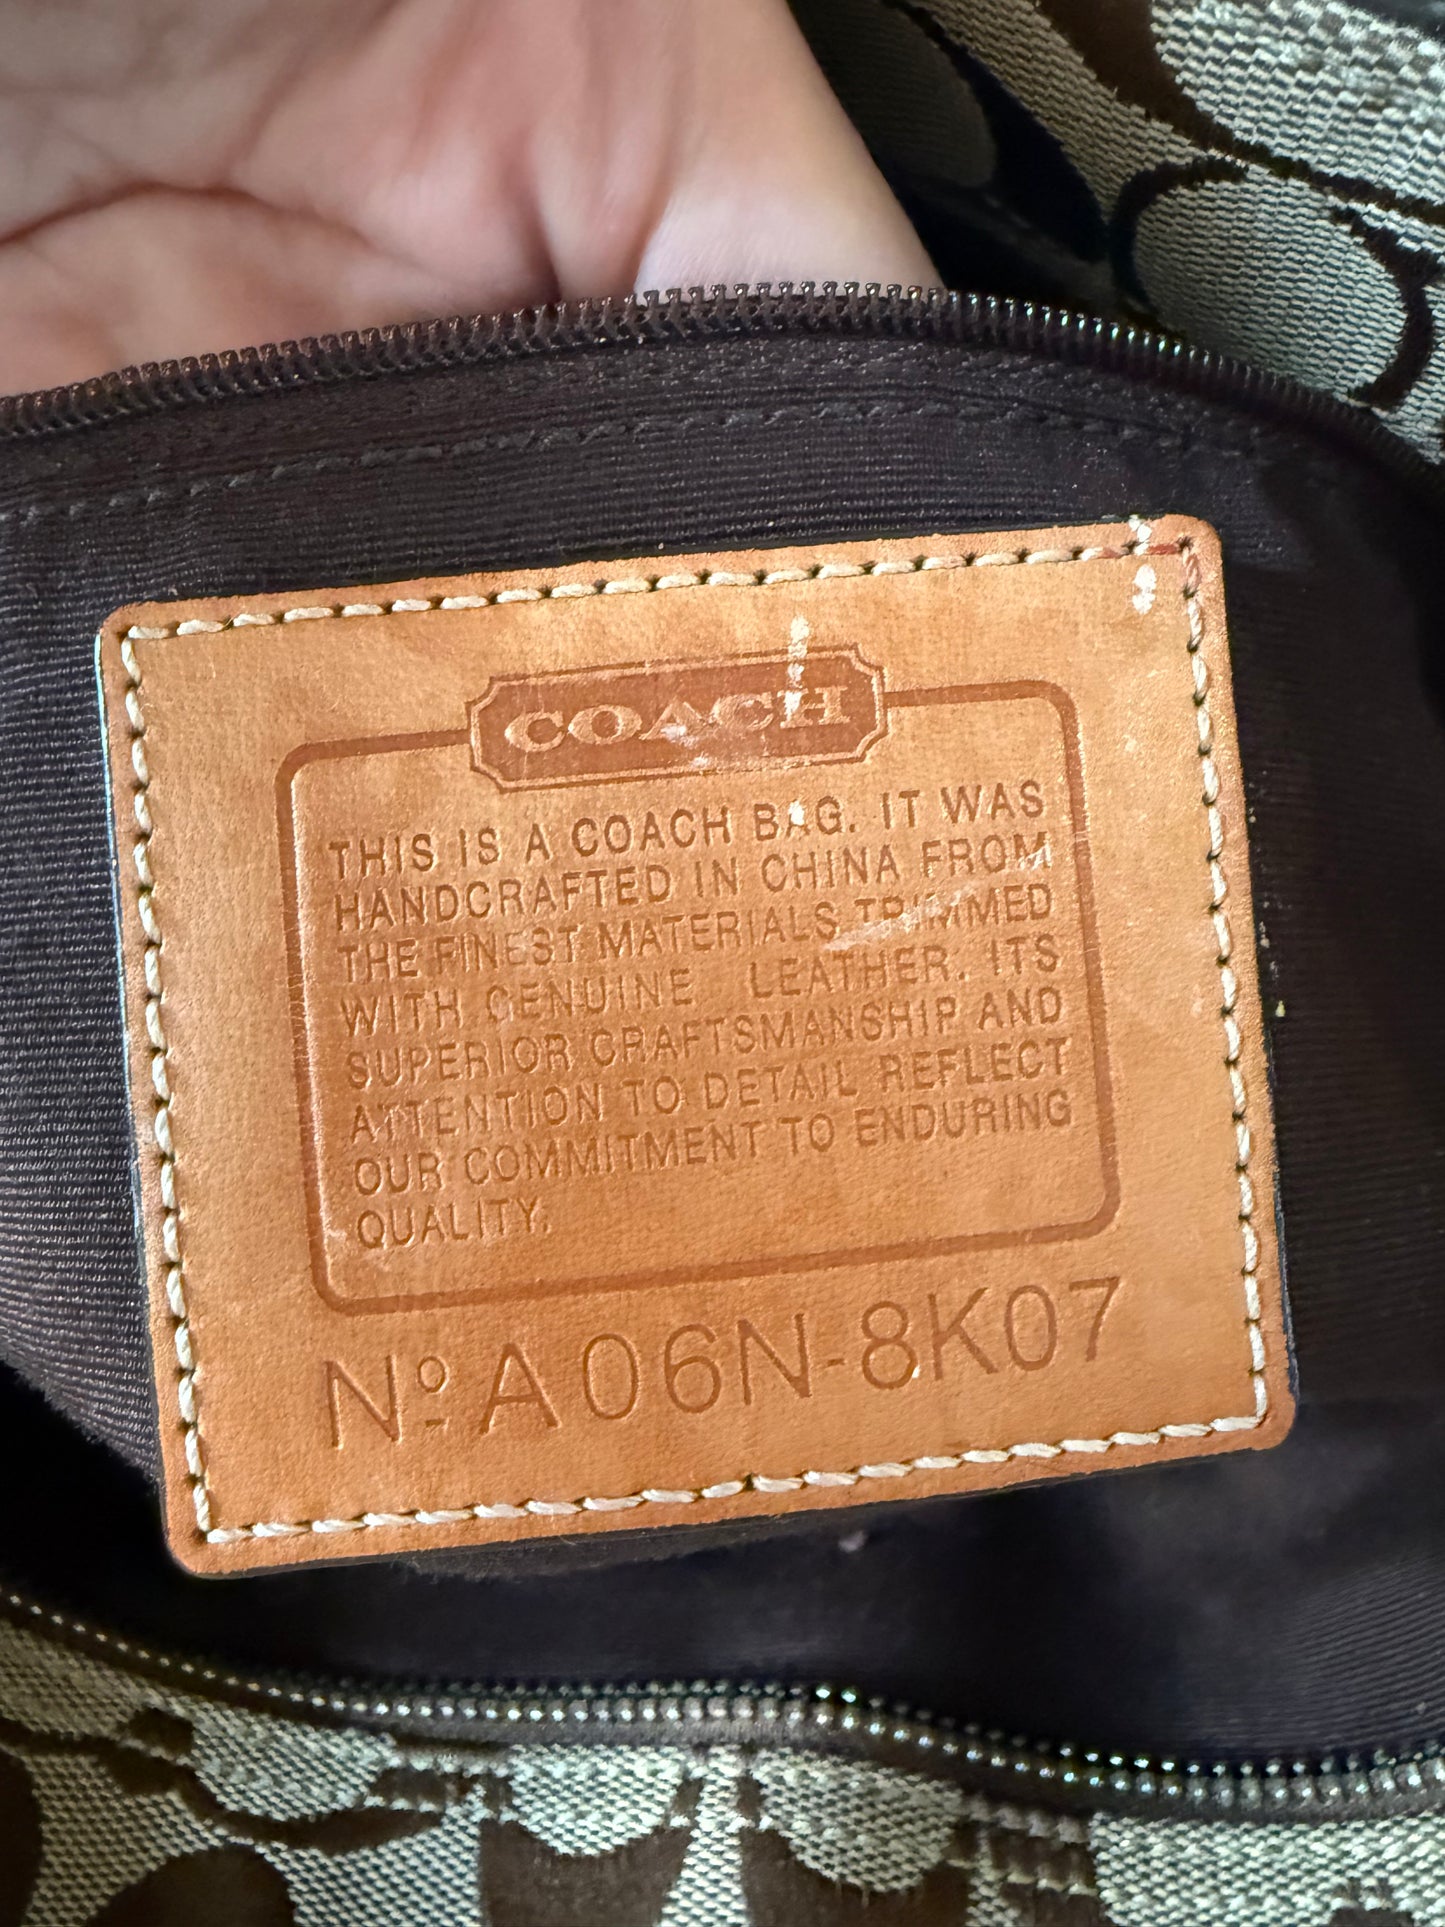 COACH
THIS IS A COACH BAG. IT WAS
HANDCRAFTED IN CHINA FROM
THE FINEST MATERIALS TRIMMED
WITH GENUINE LEATHER. ITS
SUPERIOR CRAFTSMANSHIP AND
ATTENTION TO DETAIL REFLECT
OUR COMMITMENT TO ENDURING
QUALITY.
Nº A06N-8K07